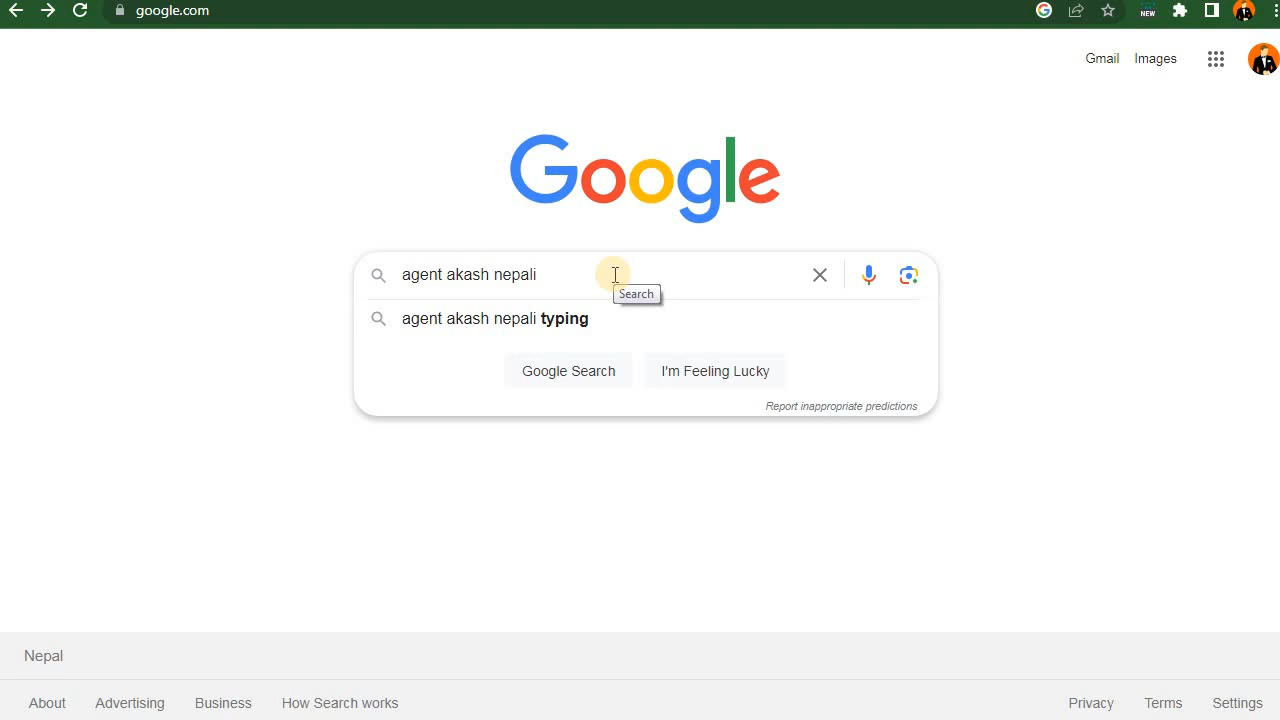 google.com
NEW
Gmail Images
Google
agent akash nepali
Search
agent akash nepali typing
Google Search I'm Feeling Lucky
Report inappropriate predictions
Nepal
About Advertising Business How Search works Privacy Terms Settings